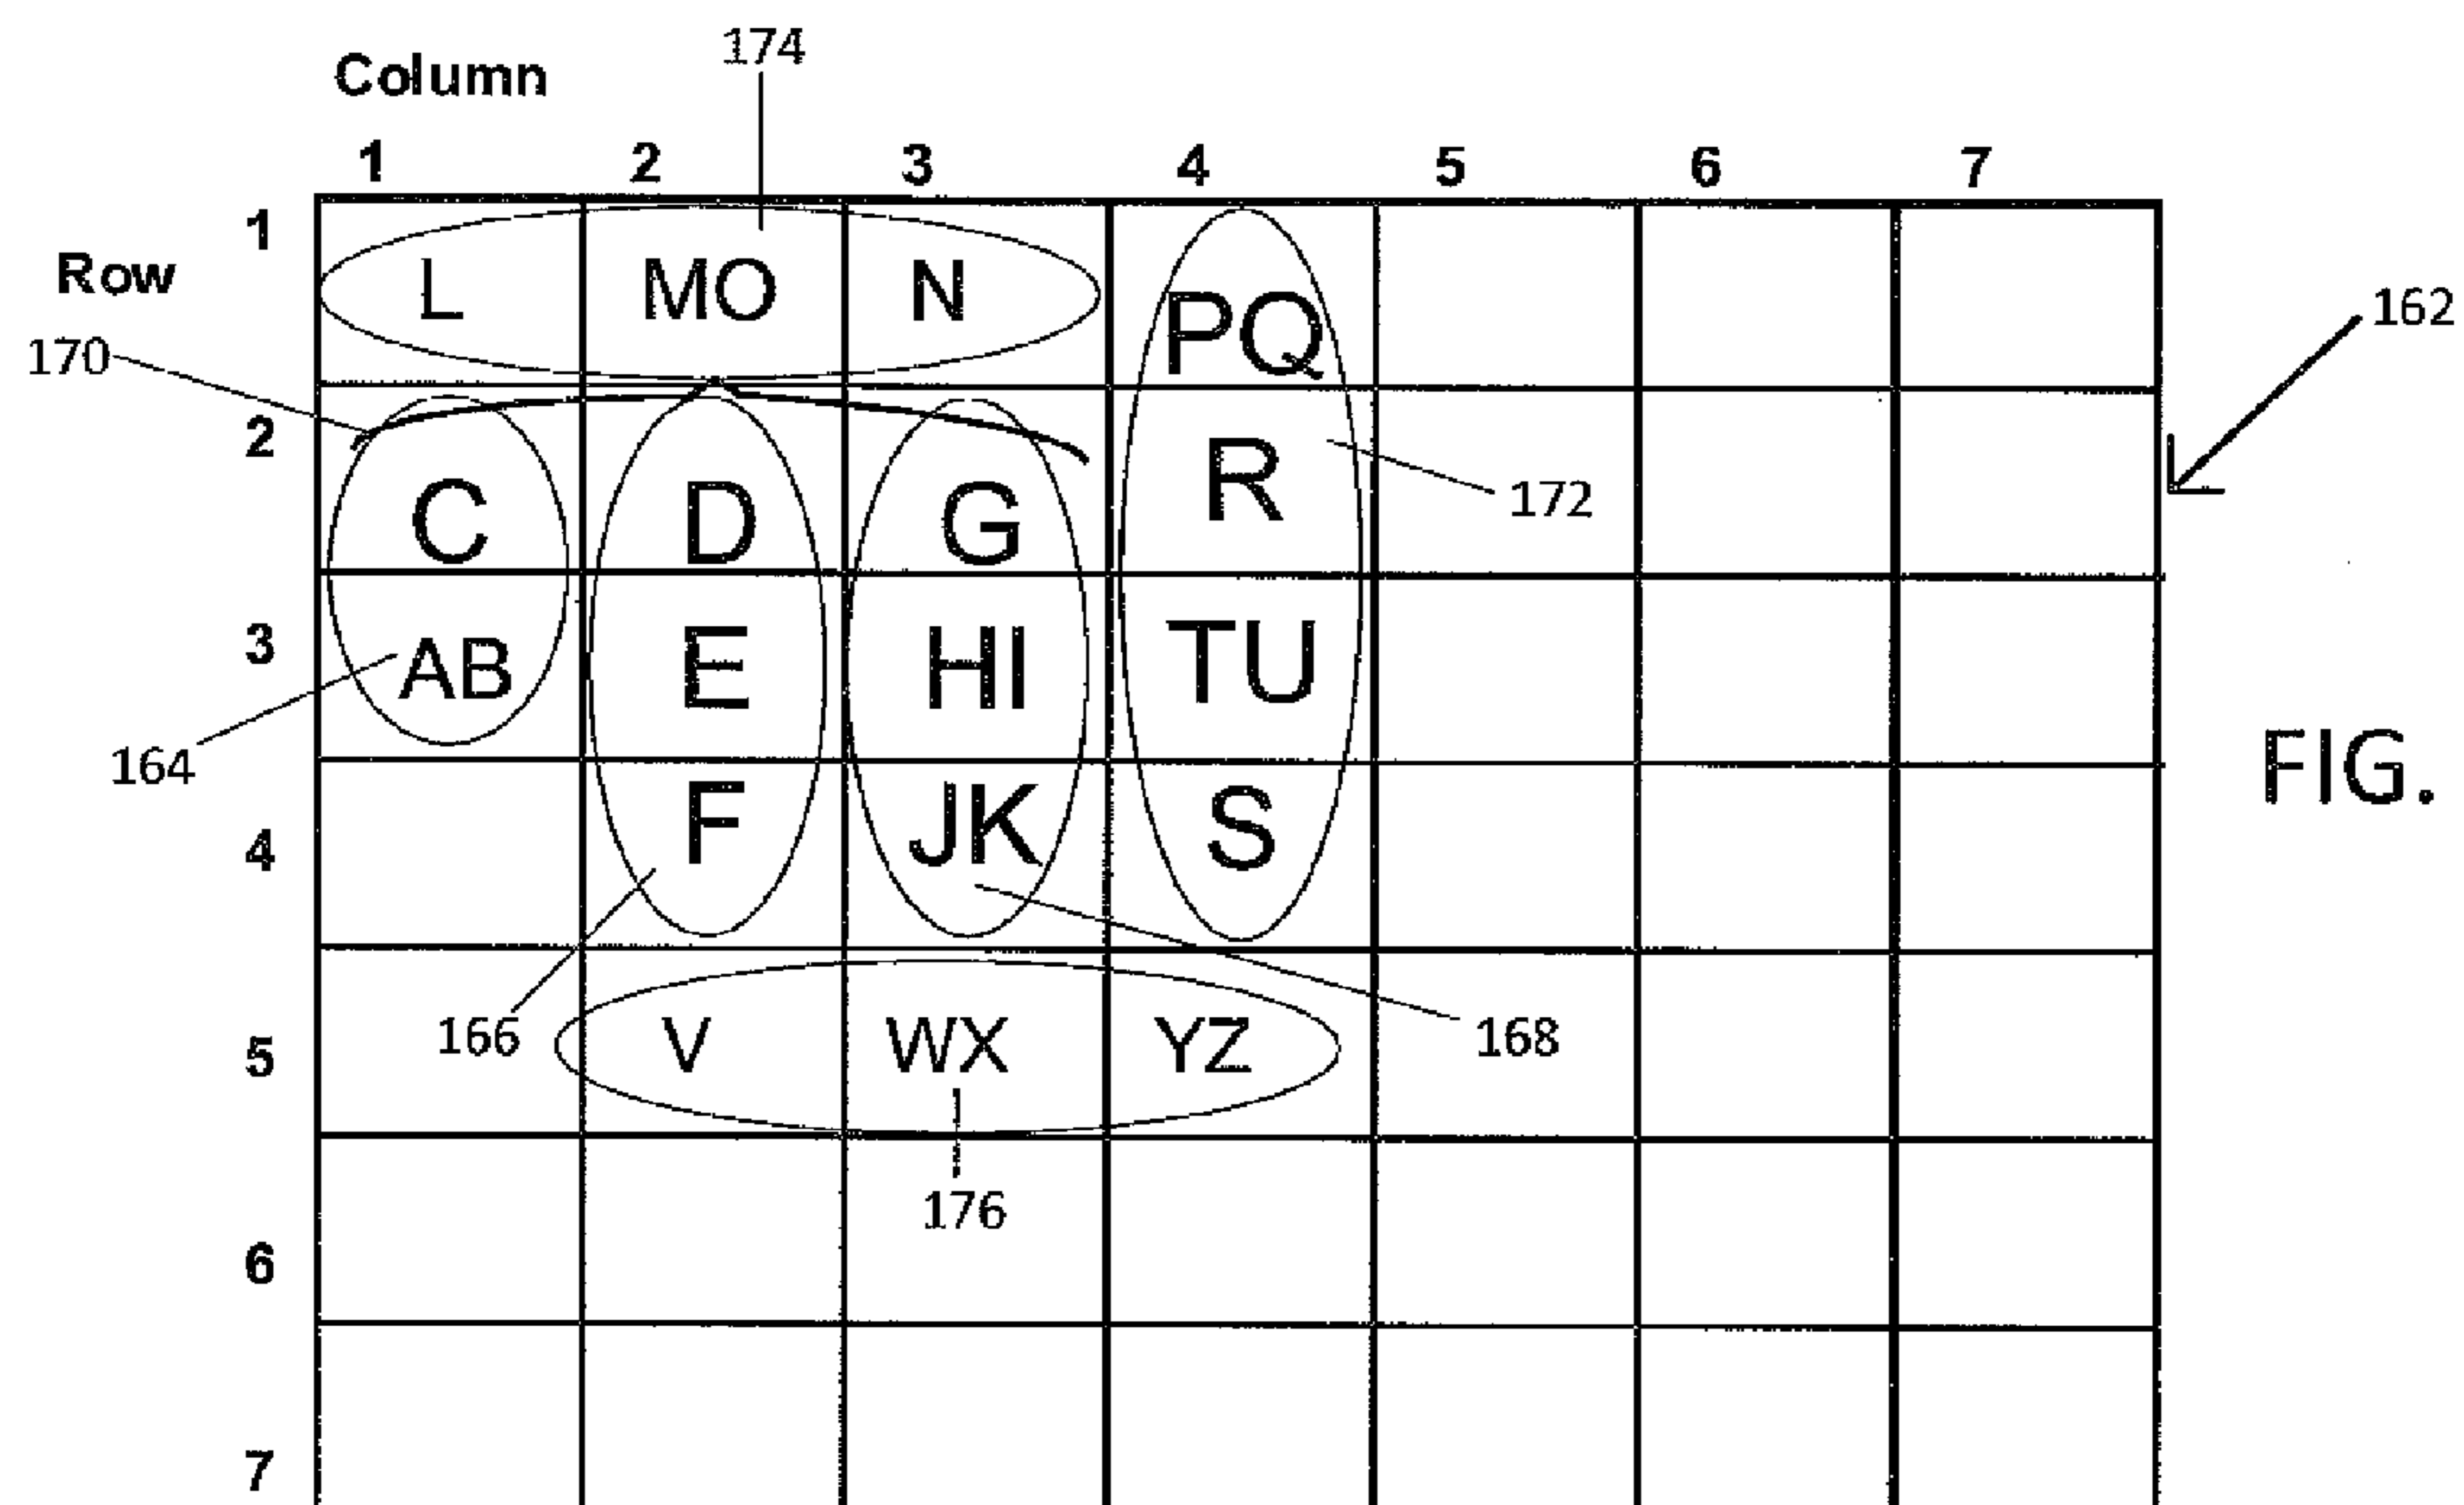 174
Column
1 2 3 4 5 6 7
1 L MO N PQ
Row
162
170
2 C D G R
172
3 AB E HI TU
164
FIG.
4 F JK S
166
168
5 V WX YZ
176
6
7